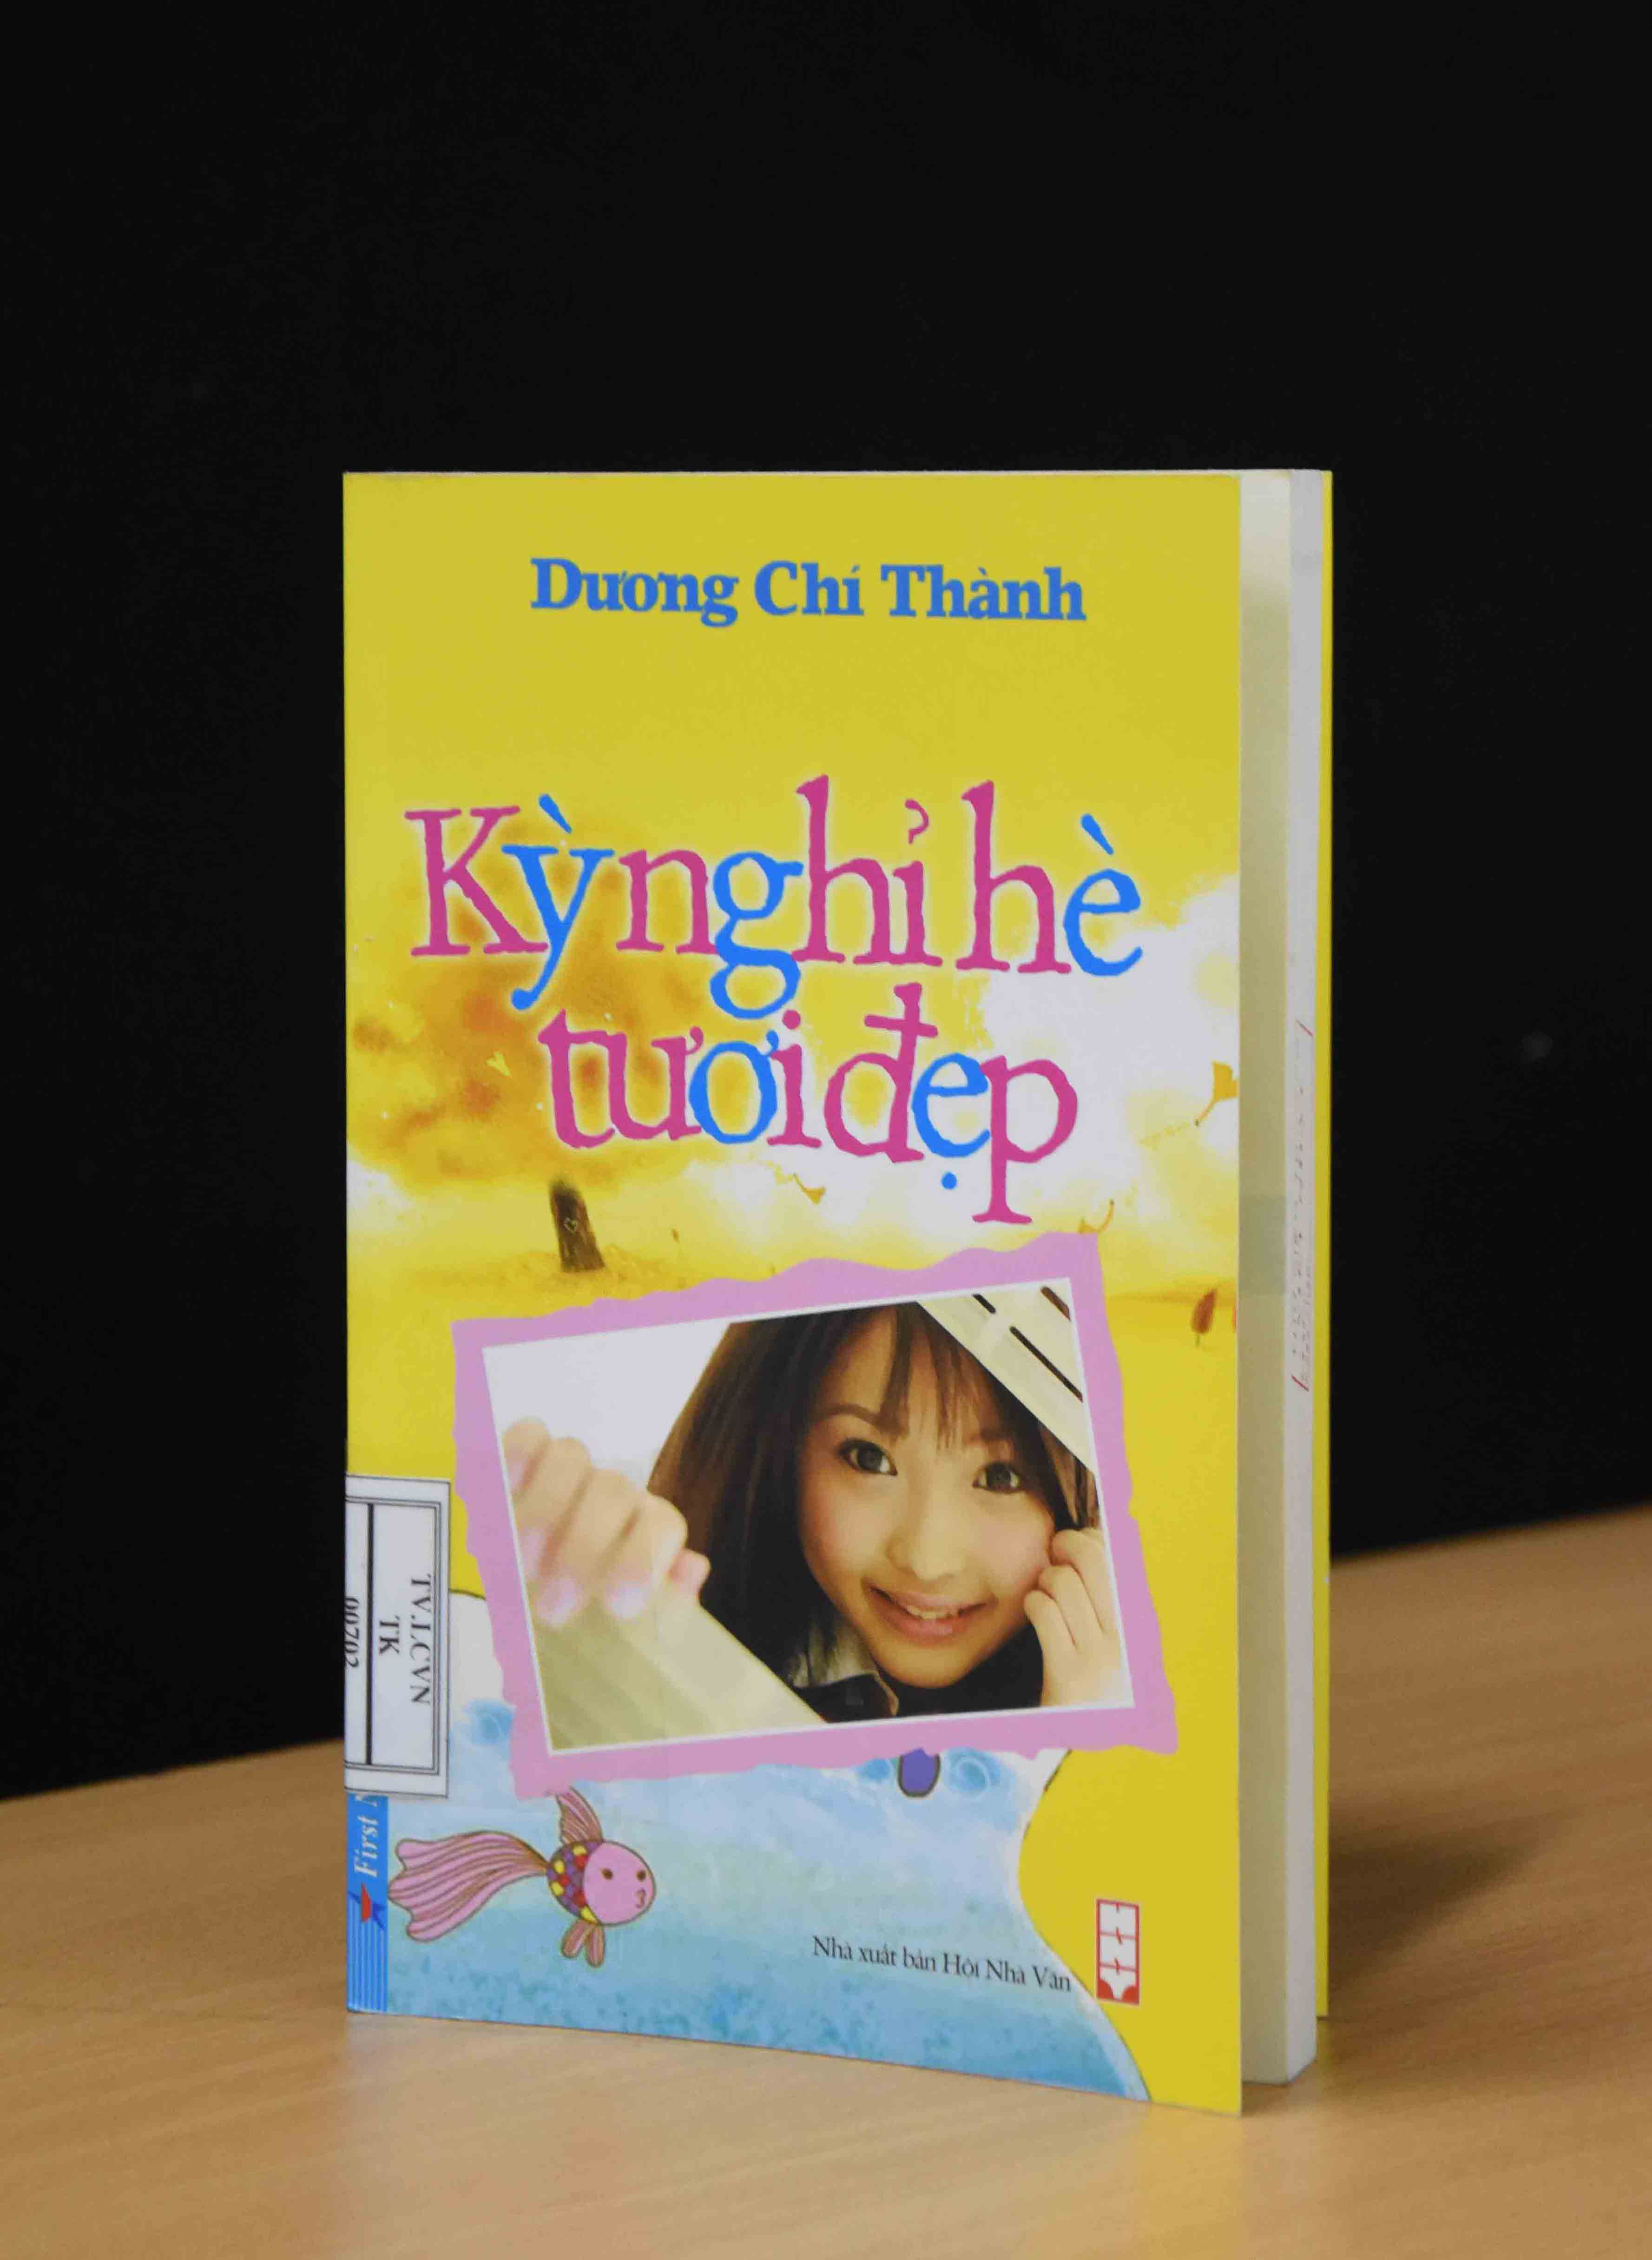 Dương Chí Thành
Kỳ nghỉ hè
tươi đẹp
TV.LCVN
TK
00702
First
Nhà xuất bản Hội Nhà Văn